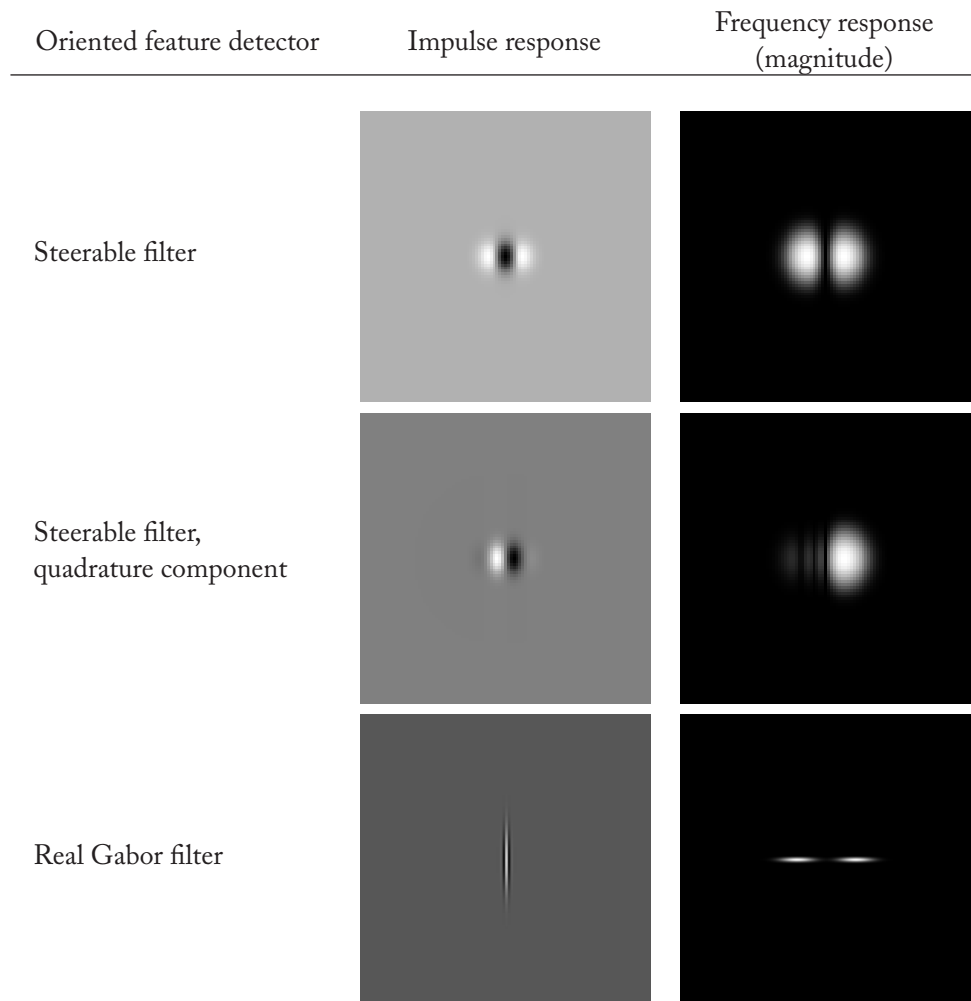 Oriented feature detector
Impulse response
Frequency response
(magnitude)
Steerable filter
Steerable filter,
quadrature component
Real Gabor filter